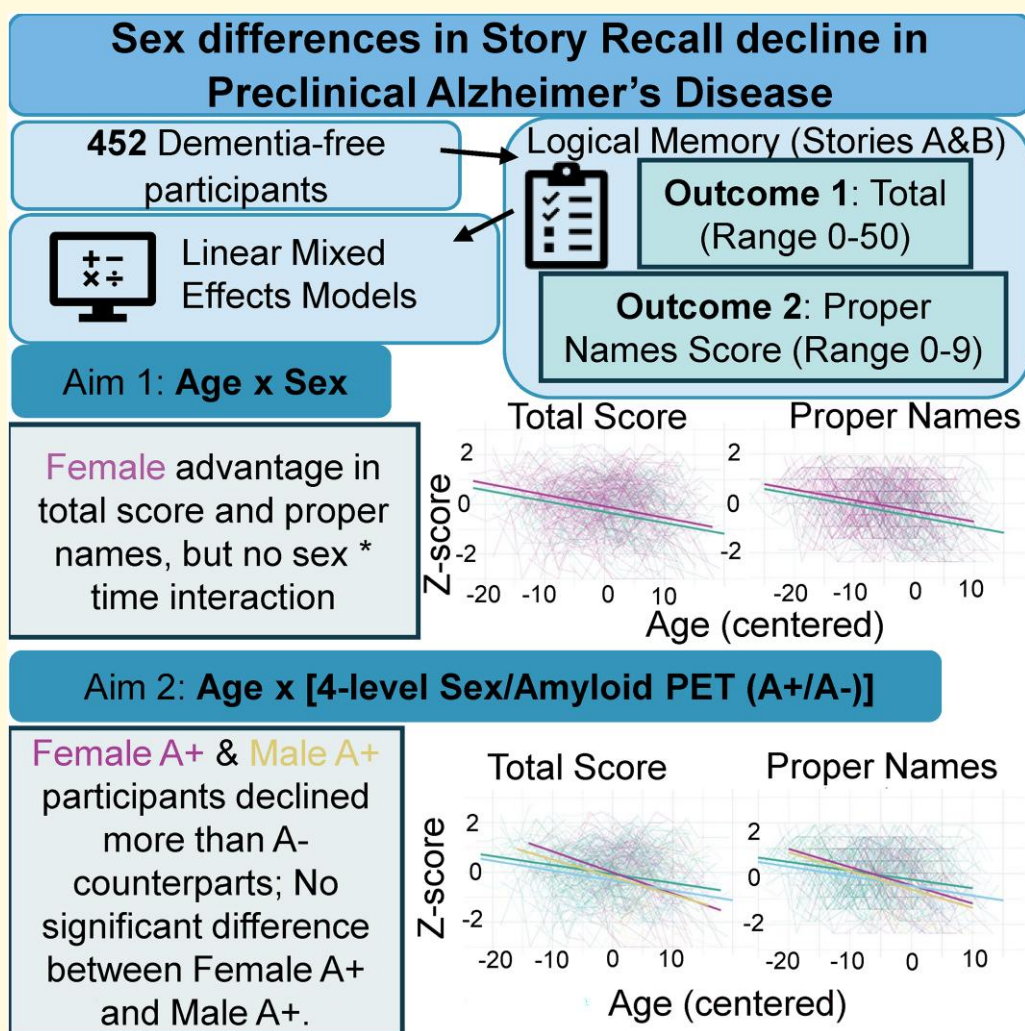 Sex differences in Story Recall decline in
Preclinical Alzheimer's Disease
452 Dementia-free
participants
Logical Memory (Stories A&B)
Outcome 1: Total
(Range 0-50)
Outcome 2: Proper
Names Score (Range 0-9)
+ −
× ÷
Linear Mixed
Effects Models
Aim 1: Age x Sex
Female advantage in
total score and proper
names, but no sex *
time interaction
Total Score
Proper Names
Z-score
2
0
-2
-20 -10 0 10
2
0
-2
-20 -10 0 10
Age (centered)
Aim 2: Age x [4-level Sex/Amyloid PET (A+/A-)]
Female A+ & Male A+
participants declined
more than A-
counterparts; No
significant difference
between Female A+
and Male A+.
Total Score
Proper Names
Z-score
2
0
-2
-20 -10 0 10
2
0
-2
-20 -10 0 10
Age (centered)